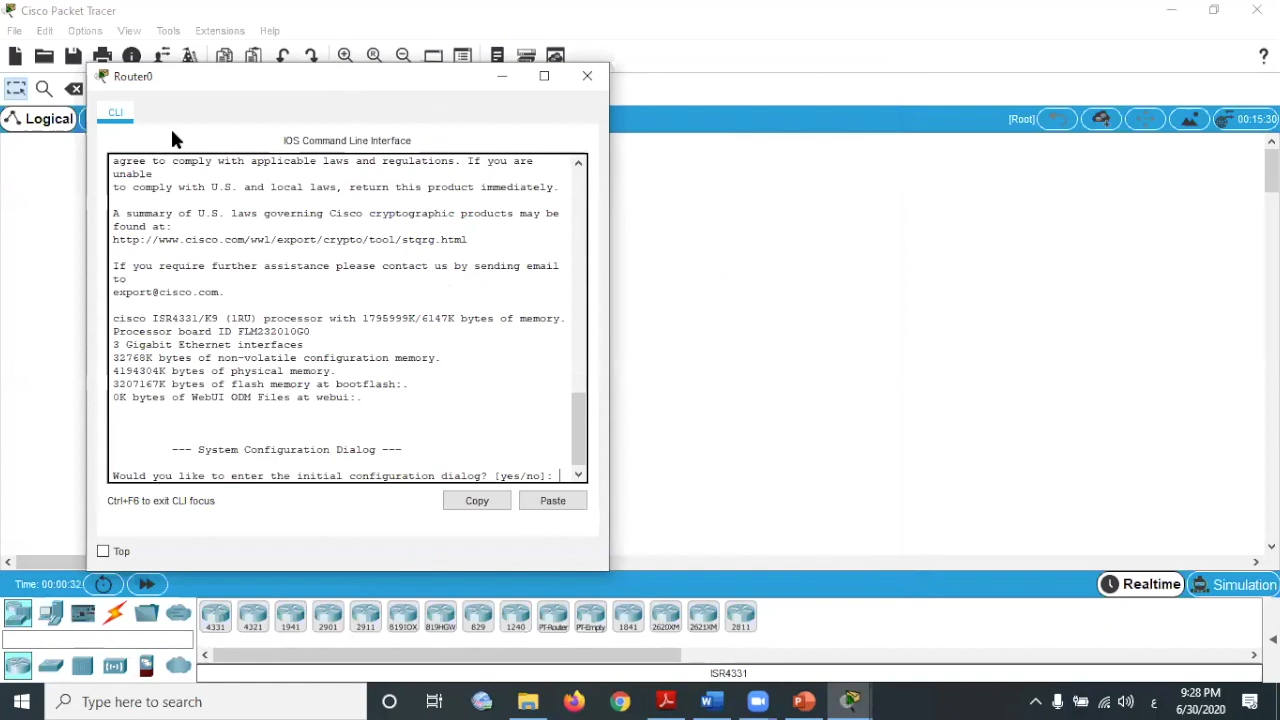 Cisco Packet Tracer
File Edit Options View Tools Extensions Help
Router0
CLI
Logical
[Root]
00:15:30
IOS Command Line Interface
agree to comply with applicable laws and regulations. If you are
unable
to comply with U.S. and local laws, return this product immediately.
A summary of U.S. laws governing Cisco cryptographic products may be
found at:
http://www.cisco.com/wwl/export/crypto/tool/stqrg.html
If you require further assistance please contact us by sending email
to
export@cisco.com.
cisco ISR4331/K9 (1RU) processor with 1795999K/6147K bytes of memory.
Processor board ID FLM232010G0
3 Gigabit Ethernet interfaces
32768K bytes of non-volatile configuration memory.
4194304K bytes of physical memory.
3207167K bytes of flash memory at bootflash:.
0K bytes of WebUI ODM Files at webui:.
--- System Configuration Dialog ---
Would you like to enter the initial configuration dialog? [yes/no]:
Ctrl+F6 to exit CLI focus
Copy
Paste
Top
Time: 00:00:32
Realtime
Simulation
4331 4321 1941 2901 2911 819IOX 819HGW 829 1240 PT-Router PT-Empty 1841 2620XM 2621XM 2811
ISR4331
Type here to search
ع
9:28 PM
6/30/2020